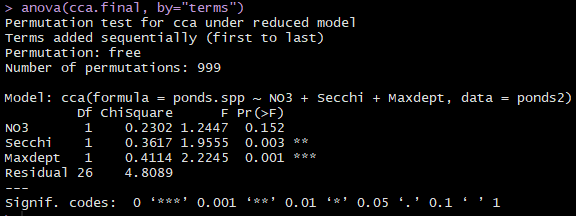 > anova(cca.final, by="terms")
Permutation test for cca under reduced model
Terms added sequentially (first to last)
Permutation: free
Number of permutations: 999
Model: cca(formula = ponds.spp ~ NO3 + Secchi + Maxdept, data = ponds2)
Df ChiSquare F Pr(>F)
NO3 1 0.2302 1.2447 0.152
Secchi 1 0.3617 1.9555 0.003 **
Maxdept 1 0.4114 2.2245 0.001 ***
Residual 26 4.8089
---
Signif. codes: 0 ‘***’ 0.001 ‘**’ 0.01 ‘*’ 0.05 ‘.’ 0.1 ‘ ’ 1